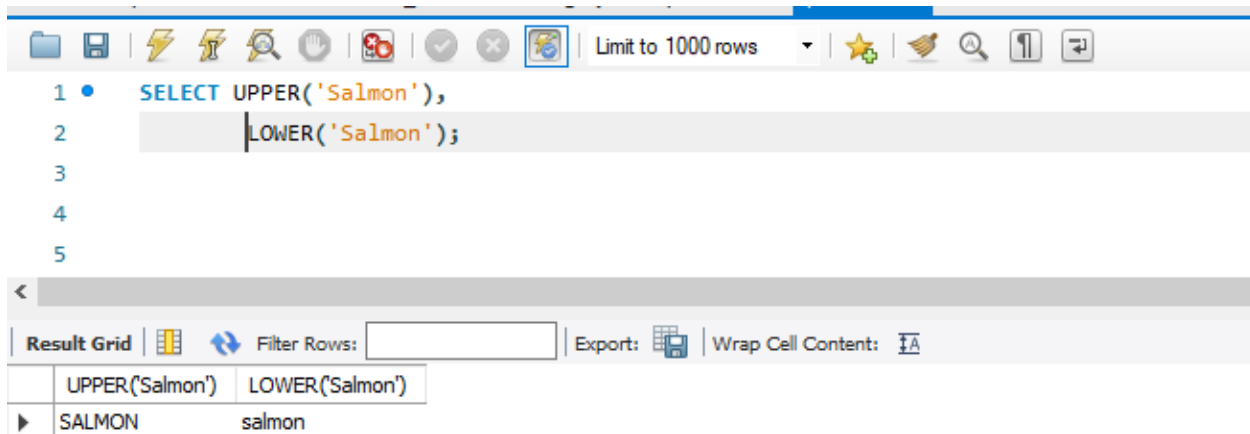 Limit to 1000 rows
1 SELECT UPPER('Salmon'),
2 LOWER('Salmon');
3
4
5
Result Grid Filter Rows: Export: Wrap Cell Content:
UPPER('Salmon') LOWER('Salmon')
SALMON salmon